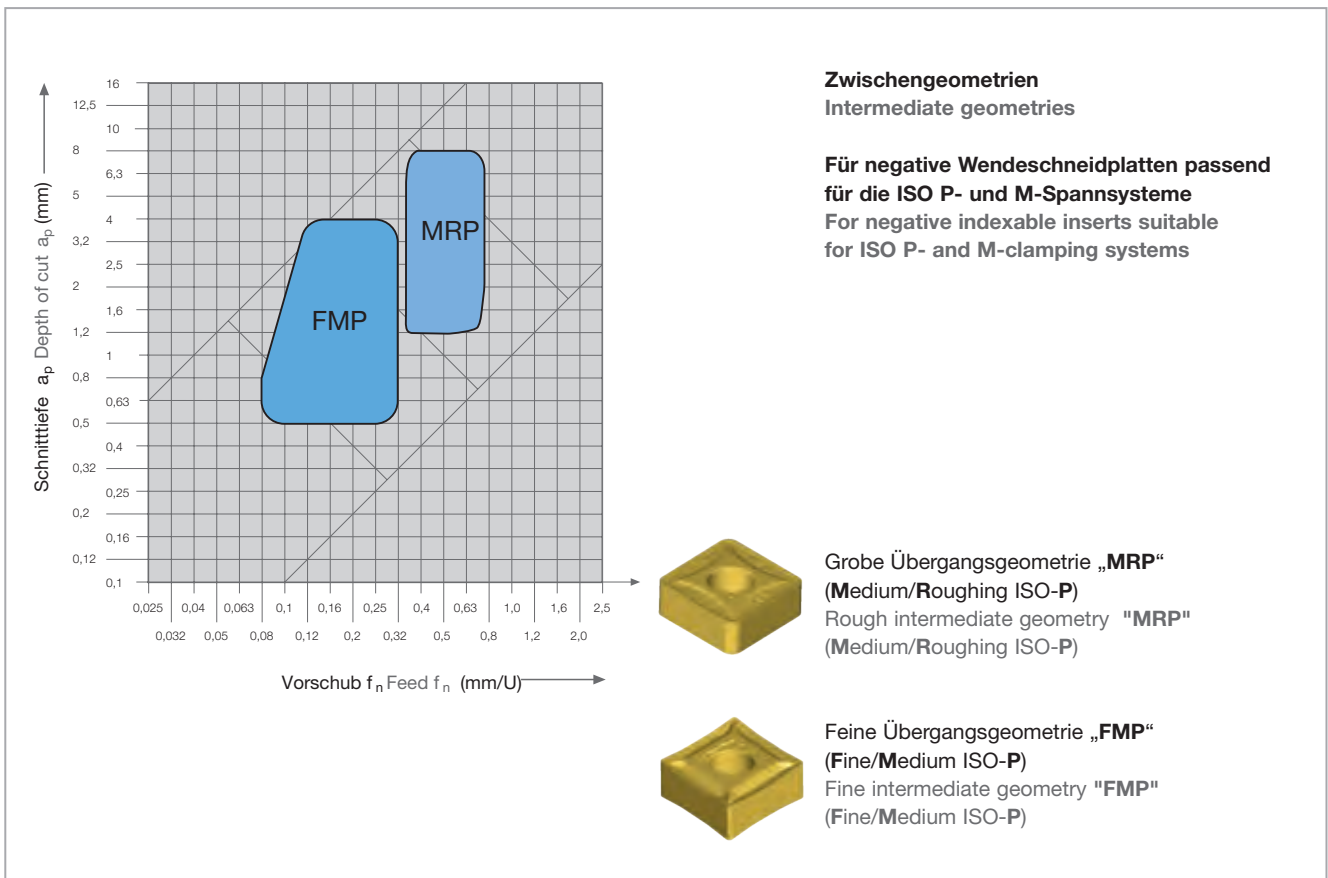 Schnitttiefe a_p Depth of cut a_p (mm)
16
12,5
10
8
6,3
5
4
3,2
2,5
2
1,6
1,2
1
0,8
0,63
0,5
0,4
0,32
0,25
0,2
0,16
0,12
0,1
MRP
FMP
0,025 0,04 0,063 0,1 0,16 0,25 0,4 0,63 1,0 1,6 2,5
0,032 0,05 0,08 0,12 0,2 0,32 0,5 0,8 1,2 2,0
Vorschub f_n Feed f_n (mm/U)
Zwischengeometrien
Intermediate geometries
Für negative Wendeschneidplatten passend
für die ISO P- und M-Spannsysteme
For negative indexable inserts suitable
for ISO P- and M-clamping systems
Grobe Übergangsgeometrie „MRP“
(Medium/Roughing ISO-P)
Rough intermediate geometry "MRP"
(Medium/Roughing ISO-P)
Feine Übergangsgeometrie „FMP“
(Fine/Medium ISO-P)
Fine intermediate geometry "FMP"
(Fine/Medium ISO-P)